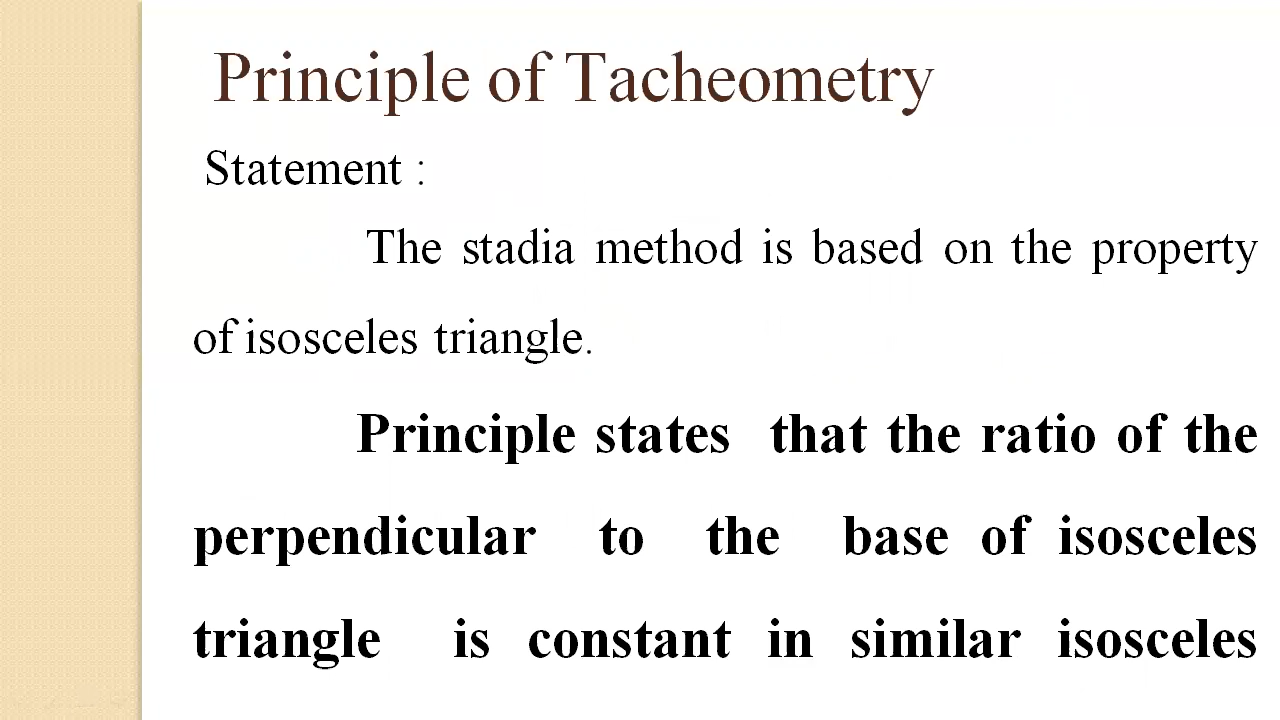 Principle of Tacheometry
Statement :
The stadia method is based on the property
of isosceles triangle.
Principle states that the ratio of the
perpendicular to the base of isosceles
triangle is constant in similar isosceles